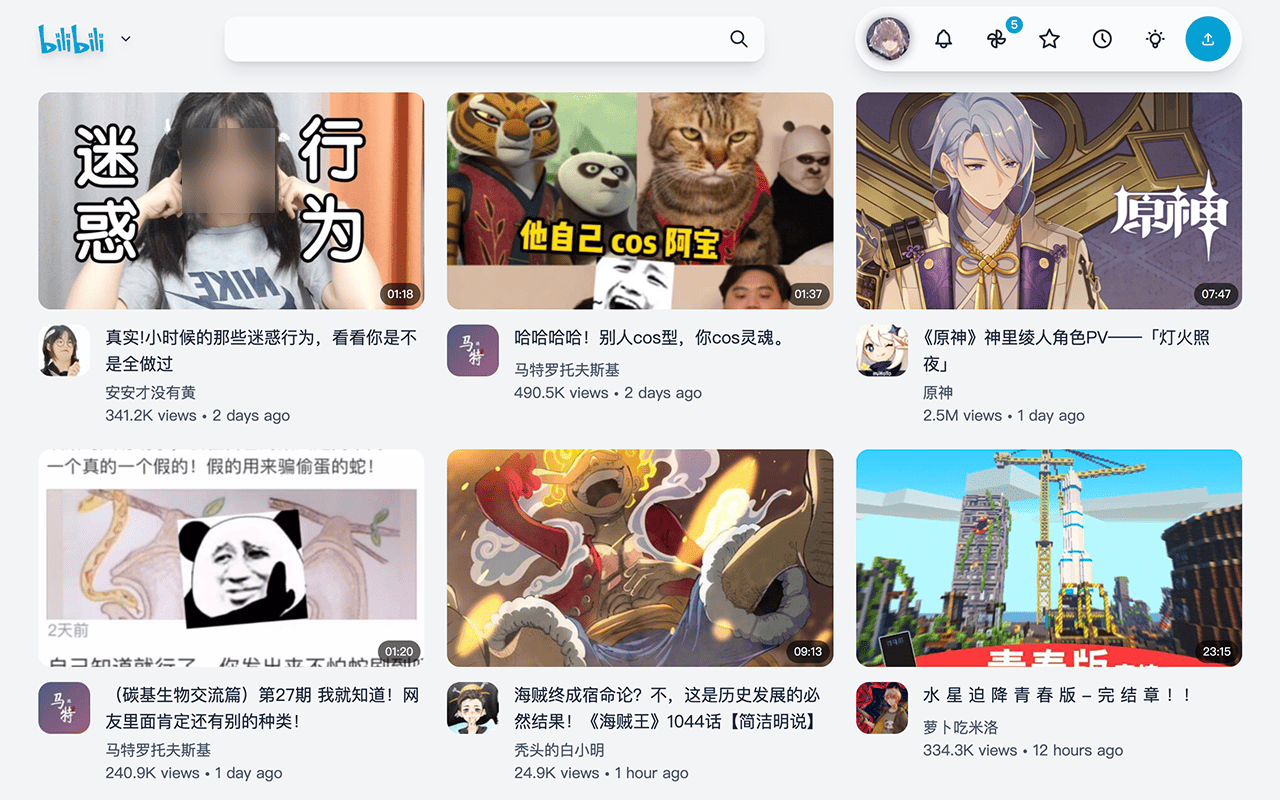 bilibili
5
迷惑
行为
NIKE
01:18
他自己 cos 阿宝
01:37
原神
07:47
真实!小时候的那些迷惑行为，看看你是不
是全做过
安安才没有黄
341.2K views • 2 days ago
马特
哈哈哈哈！别人cos型，你cos灵魂。
马特罗托夫斯基
490.5K views • 2 days ago
《原神》神里绫人角色PV——「灯火照
夜」
原神
2.5M views • 1 day ago
一个真的一个假的！假的用来骗偷蛋的蛇！
2天前
01:20
09:13
青春版
23:15
马特
（碳基生物交流篇）第27期 我就知道！网
友里面肯定还有别的种类！
马特罗托夫斯基
240.9K views • 1 day ago
海贼终成宿命论？不，这是历史发展的必
然结果！《海贼王》1044话【简洁明说】
秃头的白小明
24.9K views • 1 hour ago
水 星 迫 降 青 春 版 – 完 结 章 ！！
萝卜吃米洛
334.3K views • 12 hours ago